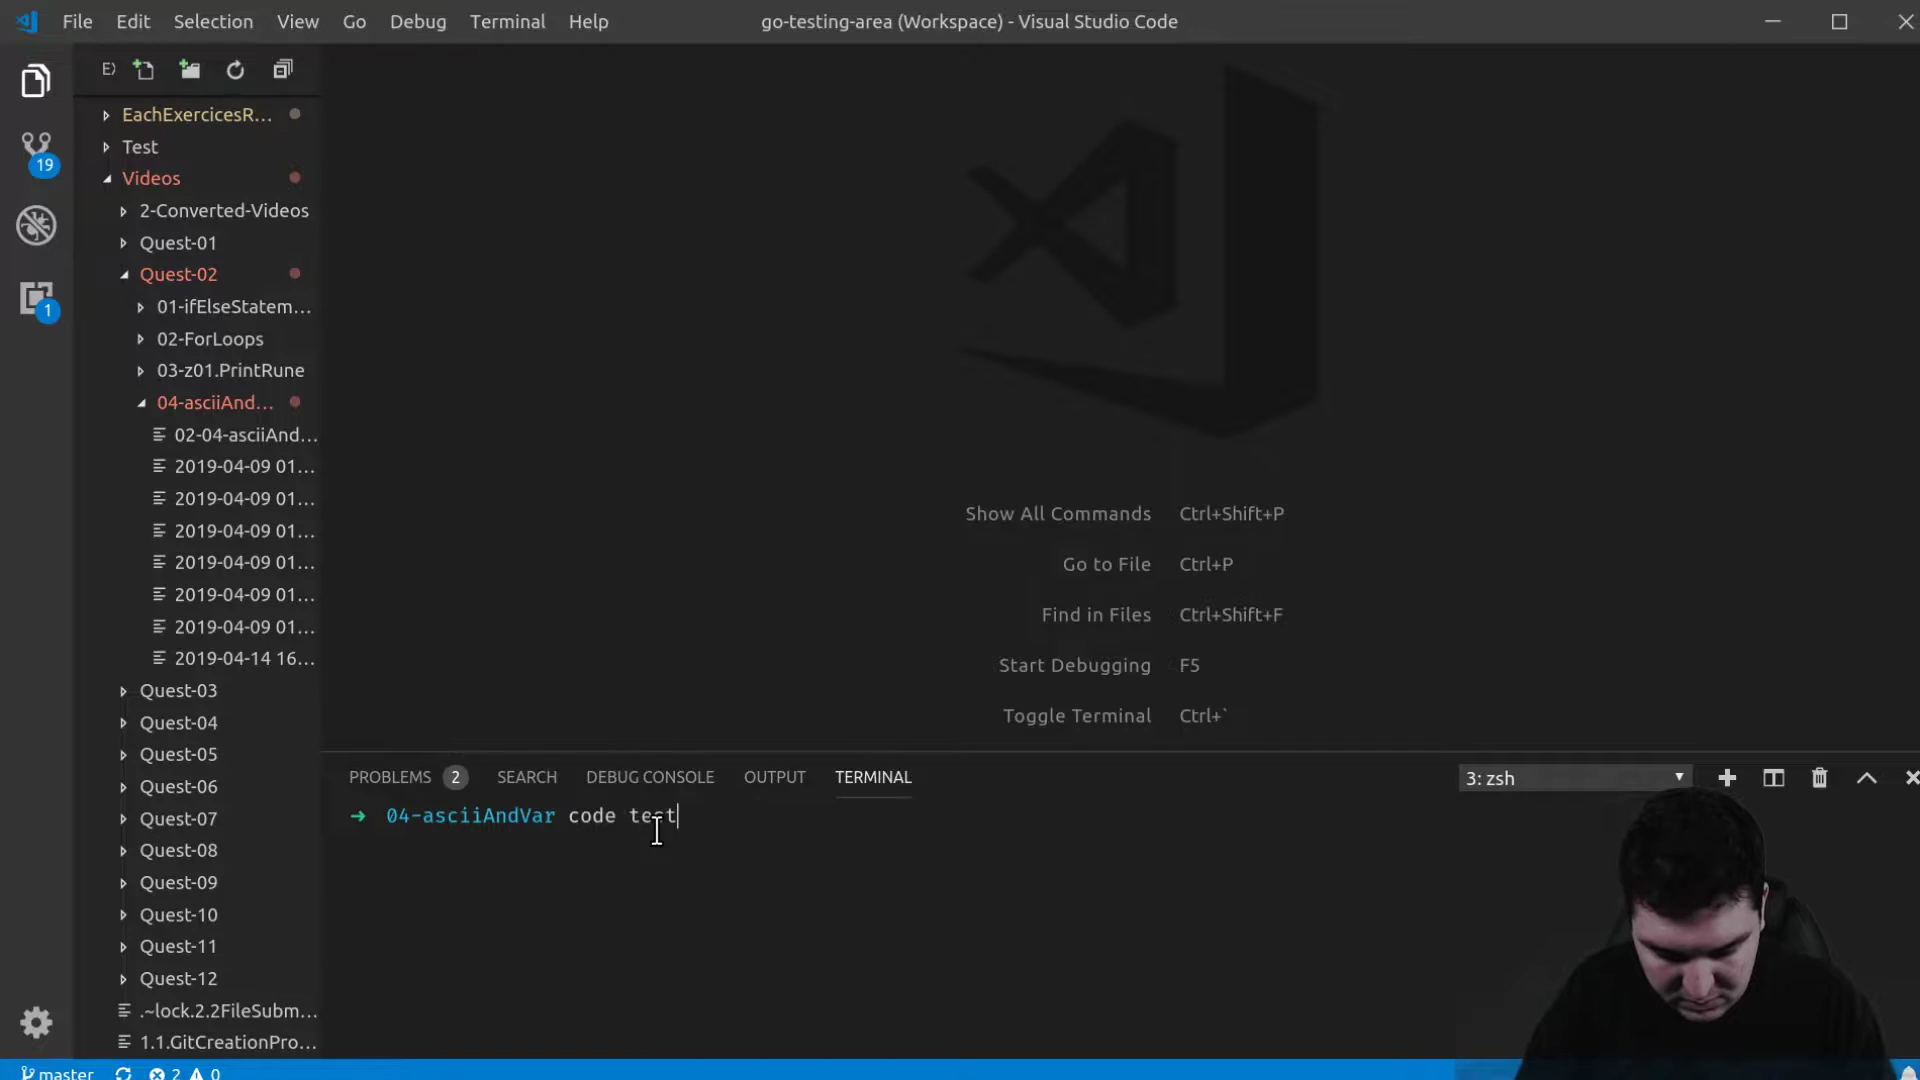 File Edit Selection View Go Debug Terminal Help
go-testing-area (Workspace) - Visual Studio Code
EachExercicesR...
Test
Videos
2-Converted-Videos
Quest-01
Quest-02
01-ifElseStatem...
02-ForLoops
03-z01.PrintRune
04-asciiAnd...
02-04-asciiAnd...
2019-04-09 01...
2019-04-09 01...
2019-04-09 01...
2019-04-09 01...
2019-04-09 01...
2019-04-09 01...
2019-04-14 16...
Quest-03
Quest-04
Quest-05
Quest-06
Quest-07
Quest-08
Quest-09
Quest-10
Quest-11
Quest-12
.~lock.2.2FileSubm...
1.1.GitCreationPro...
19
1
Show All Commands Ctrl+Shift+P
Go to File Ctrl+P
Find in Files Ctrl+Shift+F
Start Debugging F5
Toggle Terminal Ctrl+`
PROBLEMS 2 SEARCH DEBUG CONSOLE OUTPUT TERMINAL
3: zsh
➜ 04-asciiAndVar code test
master 2 0